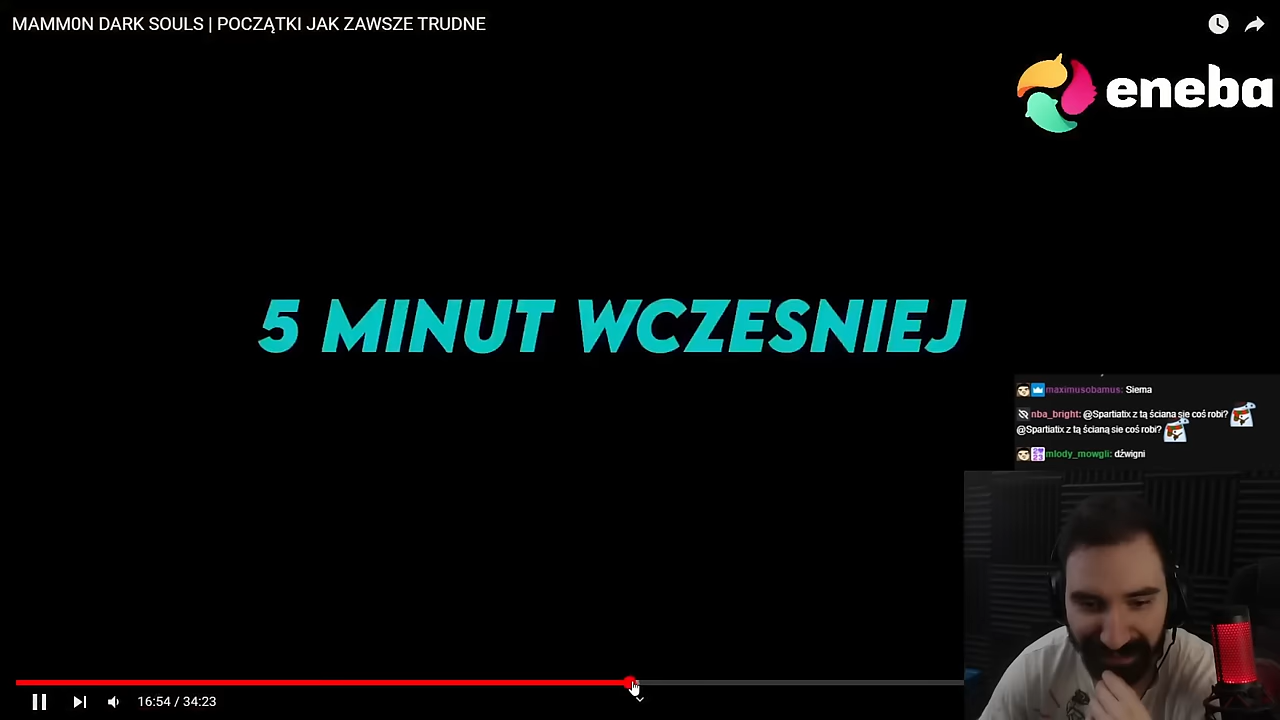 MAMM0N DARK SOULS | POCZĄTKI JAK ZAWSZE TRUDNE
eneba
5 MINUT WCZESNIEJ
maximusobamus: Siema
nba_bright: @Spartiatix z tą ściana sie coś robi?
@Spartiatix z tą ścianą sie coś robi?
mlody_mowgli: dźwigni
16:54 / 34:23